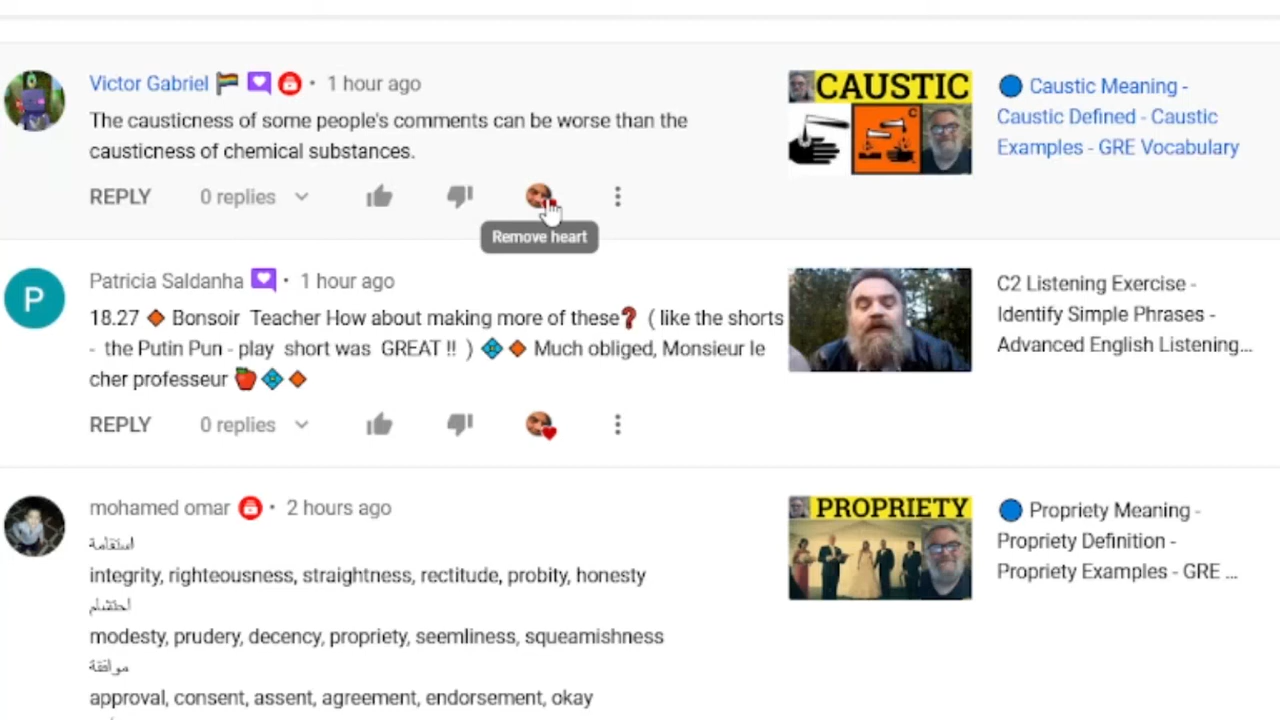 Victor Gabriel 🏳️‍🌈 • 1 hour ago
The causticness of some people's comments can be worse than the
causticness of chemical substances.
REPLY 0 replies
Remove heart
CAUSTIC
C
🔵 Caustic Meaning -
Caustic Defined - Caustic
Examples - GRE Vocabulary
P
Patricia Saldanha • 1 hour ago
18.27 🔶 Bonsoir Teacher How about making more of these❓ ( like the shorts
- the Putin Pun - play short was GREAT !! ) 💠🔶 Much obliged, Monsieur le
cher professeur 🍎💠🔸
REPLY 0 replies
C2 Listening Exercise -
Identify Simple Phrases -
Advanced English Listening...
mohamed omar • 2 hours ago
استقامة
integrity, righteousness, straightness, rectitude, probity, honesty
احتشام
modesty, prudery, decency, propriety, seemliness, squeamishness
موافقة
approval, consent, assent, agreement, endorsement, okay
PROPRIETY
🔵 Propriety Meaning -
Propriety Definition -
Propriety Examples - GRE ...